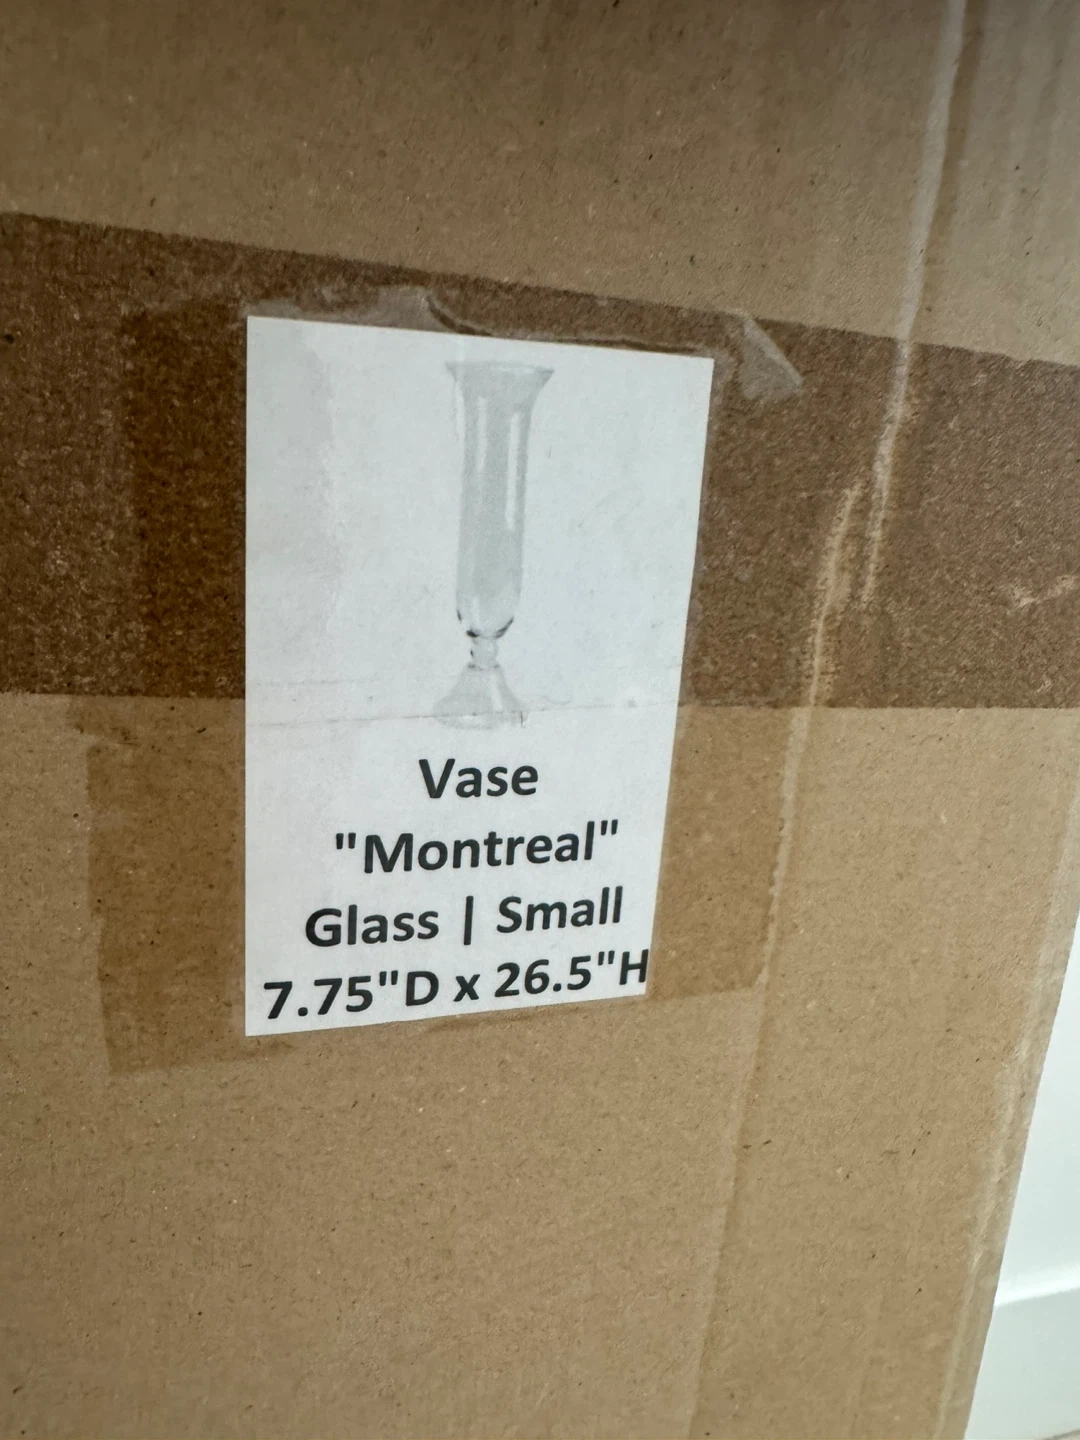 Vase
"Montreal"
Glass | Small
7.75"D x 26.5"H